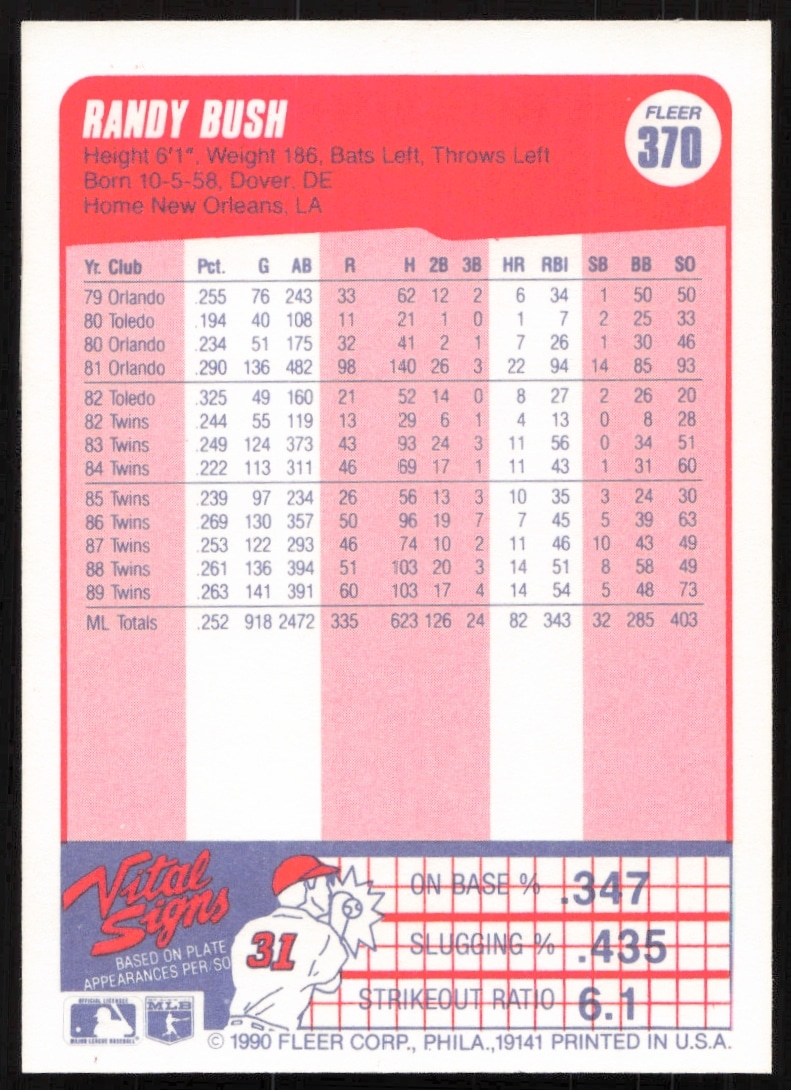 RANDY BUSH
FLEER
370
Height 6'1", Weight 186, Bats Left, Throws Left
Born 10-5-58, Dover, DE
Home New Orleans, LA
Yr. Club Pct. G AB R H 2B 3B HR RBI SB BB SO
79 Orlando .255 76 243 33 62 12 2 6 34 1 50 50
80 Toledo .194 40 108 11 21 1 0 1 7 2 25 33
80 Orlando .234 51 175 32 41 2 1 7 26 1 30 46
81 Orlando .290 136 482 98 140 26 3 22 94 14 85 93
82 Toledo .325 49 160 21 52 14 0 8 27 2 26 20
82 Twins .244 55 119 13 29 6 1 4 13 0 8 28
83 Twins .249 124 373 43 93 24 3 11 56 0 34 51
84 Twins .222 113 311 46 69 17 1 11 43 1 31 60
85 Twins .239 97 234 26 56 13 3 10 35 3 24 30
86 Twins .269 130 357 50 96 19 7 7 45 5 39 63
87 Twins .253 122 293 46 74 10 2 11 46 10 43 49
88 Twins .261 136 394 51 103 20 3 14 51 8 58 49
89 Twins .263 141 391 60 103 17 4 14 54 5 48 73
ML Totals .252 918 2472 335 623 126 24 82 343 32 285 403
Vital
Signs
BASED ON PLATE
APPEARANCES PER/SO
31
ON BASE % .347
SLUGGING % .435
STRIKEOUT RATIO 6.1
OFFICIAL LICENSEE
MAJOR LEAGUE BASEBALL
MLB
© 1990 FLEER CORP., PHILA., 19141 PRINTED IN U.S.A.